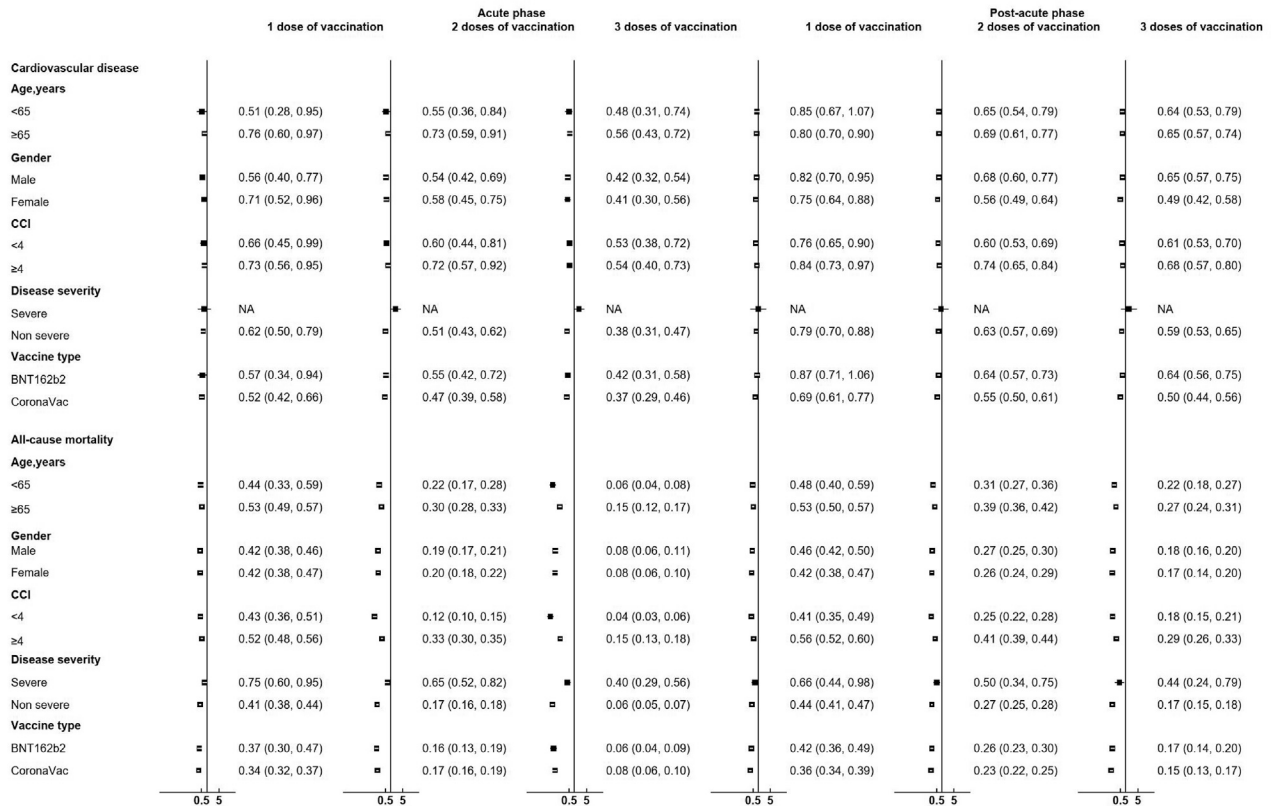 Acute phase Post-acute phase
1 dose of vaccination 2 doses of vaccination 3 doses of vaccination 1 dose of vaccination 2 doses of vaccination 3 doses of vaccination
Cardiovascular disease
Age,years
<65 0.51 (0.28, 0.95) 0.55 (0.36, 0.84) 0.48 (0.31, 0.74) 0.85 (0.67, 1.07) 0.65 (0.54, 0.79) 0.64 (0.53, 0.79)
≥65 0.76 (0.60, 0.97) 0.73 (0.59, 0.91) 0.56 (0.43, 0.72) 0.80 (0.70, 0.90) 0.69 (0.61, 0.77) 0.65 (0.57, 0.74)
Gender
Male 0.56 (0.40, 0.77) 0.54 (0.42, 0.69) 0.42 (0.32, 0.54) 0.82 (0.70, 0.95) 0.68 (0.60, 0.77) 0.65 (0.57, 0.75)
Female 0.71 (0.52, 0.96) 0.58 (0.45, 0.75) 0.41 (0.30, 0.56) 0.75 (0.64, 0.88) 0.56 (0.49, 0.64) 0.49 (0.42, 0.58)
CCI
<4 0.66 (0.45, 0.99) 0.60 (0.44, 0.81) 0.53 (0.38, 0.72) 0.76 (0.65, 0.90) 0.60 (0.53, 0.69) 0.61 (0.53, 0.70)
≥4 0.73 (0.56, 0.95) 0.72 (0.57, 0.92) 0.54 (0.40, 0.73) 0.84 (0.73, 0.97) 0.74 (0.65, 0.84) 0.68 (0.57, 0.80)
Disease severity
Severe NA NA NA NA NA NA
Non severe 0.62 (0.50, 0.79) 0.51 (0.43, 0.62) 0.38 (0.31, 0.47) 0.79 (0.70, 0.88) 0.63 (0.57, 0.69) 0.59 (0.53, 0.65)
Vaccine type
BNT162b2 0.57 (0.34, 0.94) 0.55 (0.42, 0.72) 0.42 (0.31, 0.58) 0.87 (0.71, 1.06) 0.64 (0.57, 0.73) 0.64 (0.56, 0.75)
CoronaVac 0.52 (0.42, 0.66) 0.47 (0.39, 0.58) 0.37 (0.29, 0.46) 0.69 (0.61, 0.77) 0.55 (0.50, 0.61) 0.50 (0.44, 0.56)
All-cause mortality
Age,years
<65 0.44 (0.33, 0.59) 0.22 (0.17, 0.28) 0.06 (0.04, 0.08) 0.48 (0.40, 0.59) 0.31 (0.27, 0.36) 0.22 (0.18, 0.27)
≥65 0.53 (0.49, 0.57) 0.30 (0.28, 0.33) 0.15 (0.12, 0.17) 0.53 (0.50, 0.57) 0.39 (0.36, 0.42) 0.27 (0.24, 0.31)
Gender
Male 0.42 (0.38, 0.46) 0.19 (0.17, 0.21) 0.08 (0.06, 0.11) 0.46 (0.42, 0.50) 0.27 (0.25, 0.30) 0.18 (0.16, 0.20)
Female 0.42 (0.38, 0.47) 0.20 (0.18, 0.22) 0.08 (0.06, 0.10) 0.42 (0.38, 0.47) 0.26 (0.24, 0.29) 0.17 (0.14, 0.20)
CCI
<4 0.43 (0.36, 0.51) 0.12 (0.10, 0.15) 0.04 (0.03, 0.06) 0.41 (0.35, 0.49) 0.25 (0.22, 0.28) 0.18 (0.15, 0.21)
≥4 0.52 (0.48, 0.56) 0.33 (0.30, 0.35) 0.15 (0.13, 0.18) 0.56 (0.52, 0.60) 0.41 (0.39, 0.44) 0.29 (0.26, 0.33)
Disease severity
Severe 0.75 (0.60, 0.95) 0.65 (0.52, 0.82) 0.40 (0.29, 0.56) 0.66 (0.44, 0.98) 0.50 (0.34, 0.75) 0.44 (0.24, 0.79)
Non severe 0.41 (0.38, 0.44) 0.17 (0.16, 0.18) 0.06 (0.05, 0.07) 0.44 (0.41, 0.47) 0.27 (0.25, 0.28) 0.17 (0.15, 0.18)
Vaccine type
BNT162b2 0.37 (0.30, 0.47) 0.16 (0.13, 0.19) 0.06 (0.04, 0.09) 0.42 (0.36, 0.49) 0.26 (0.23, 0.30) 0.17 (0.14, 0.20)
CoronaVac 0.34 (0.32, 0.37) 0.17 (0.16, 0.19) 0.08 (0.06, 0.10) 0.36 (0.34, 0.39) 0.23 (0.22, 0.25) 0.15 (0.13, 0.17)
0.5 5 0.5 5 0.5 5 0.5 5 0.5 5 0.5 5